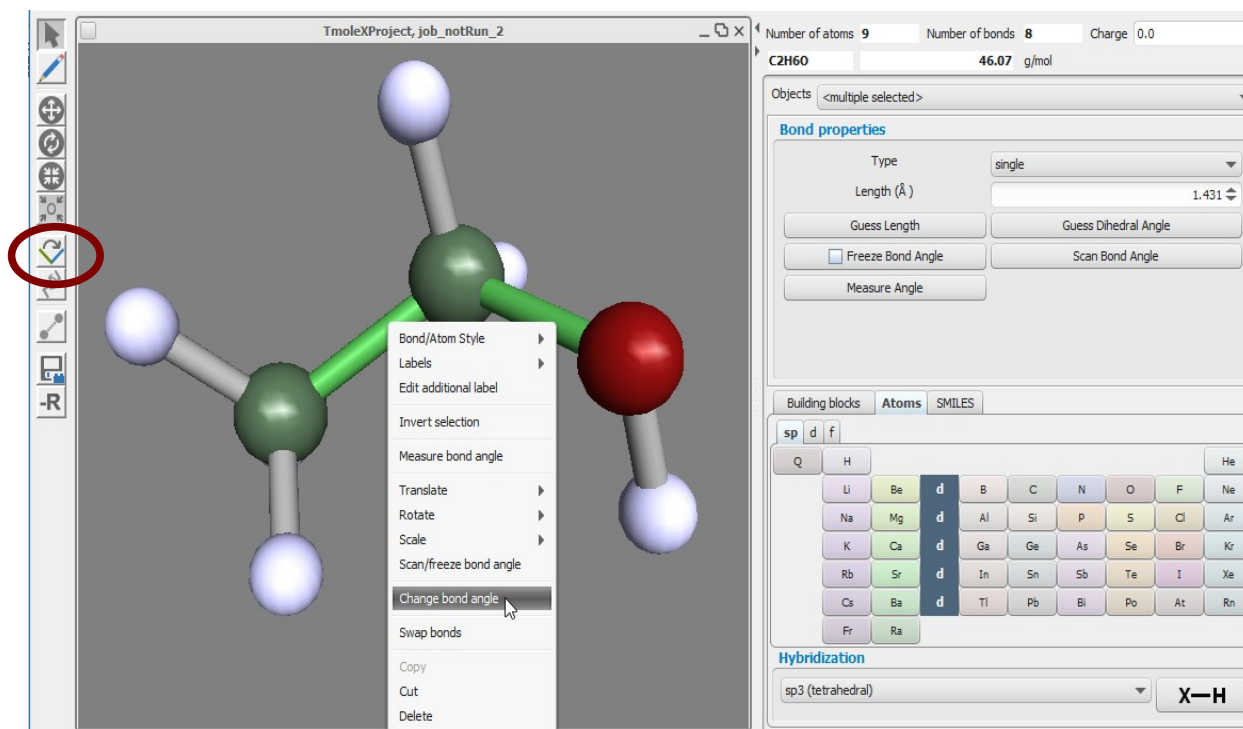 TmoleXProject, job_notRun_2
Number of atoms 9 Number of bonds 8 Charge 0.0
C2H6O 46.07 g/mol
Objects <multiple selected>
Bond properties
Type single
Length (Å ) 1.431
Guess Length Guess Dihedral Angle
Freeze Bond Angle Scan Bond Angle
Measure Angle
-R
Bond/Atom Style
Labels
Edit additional label
Invert selection
Measure bond angle
Translate
Rotate
Scale
Scan/freeze bond angle
Change bond angle
Swap bonds
Copy
Cut
Delete
Building blocks Atoms SMILES
sp d f
Q H He
Li Be d B C N O F Ne
Na Mg d Al Si P S Cl Ar
K Ca d Ga Ge As Se Br Kr
Rb Sr d In Sn Sb Te I Xe
Cs Ba d Tl Pb Bi Po At Rn
Fr Ra
Hybridization
sp3 (tetrahedral) X—H